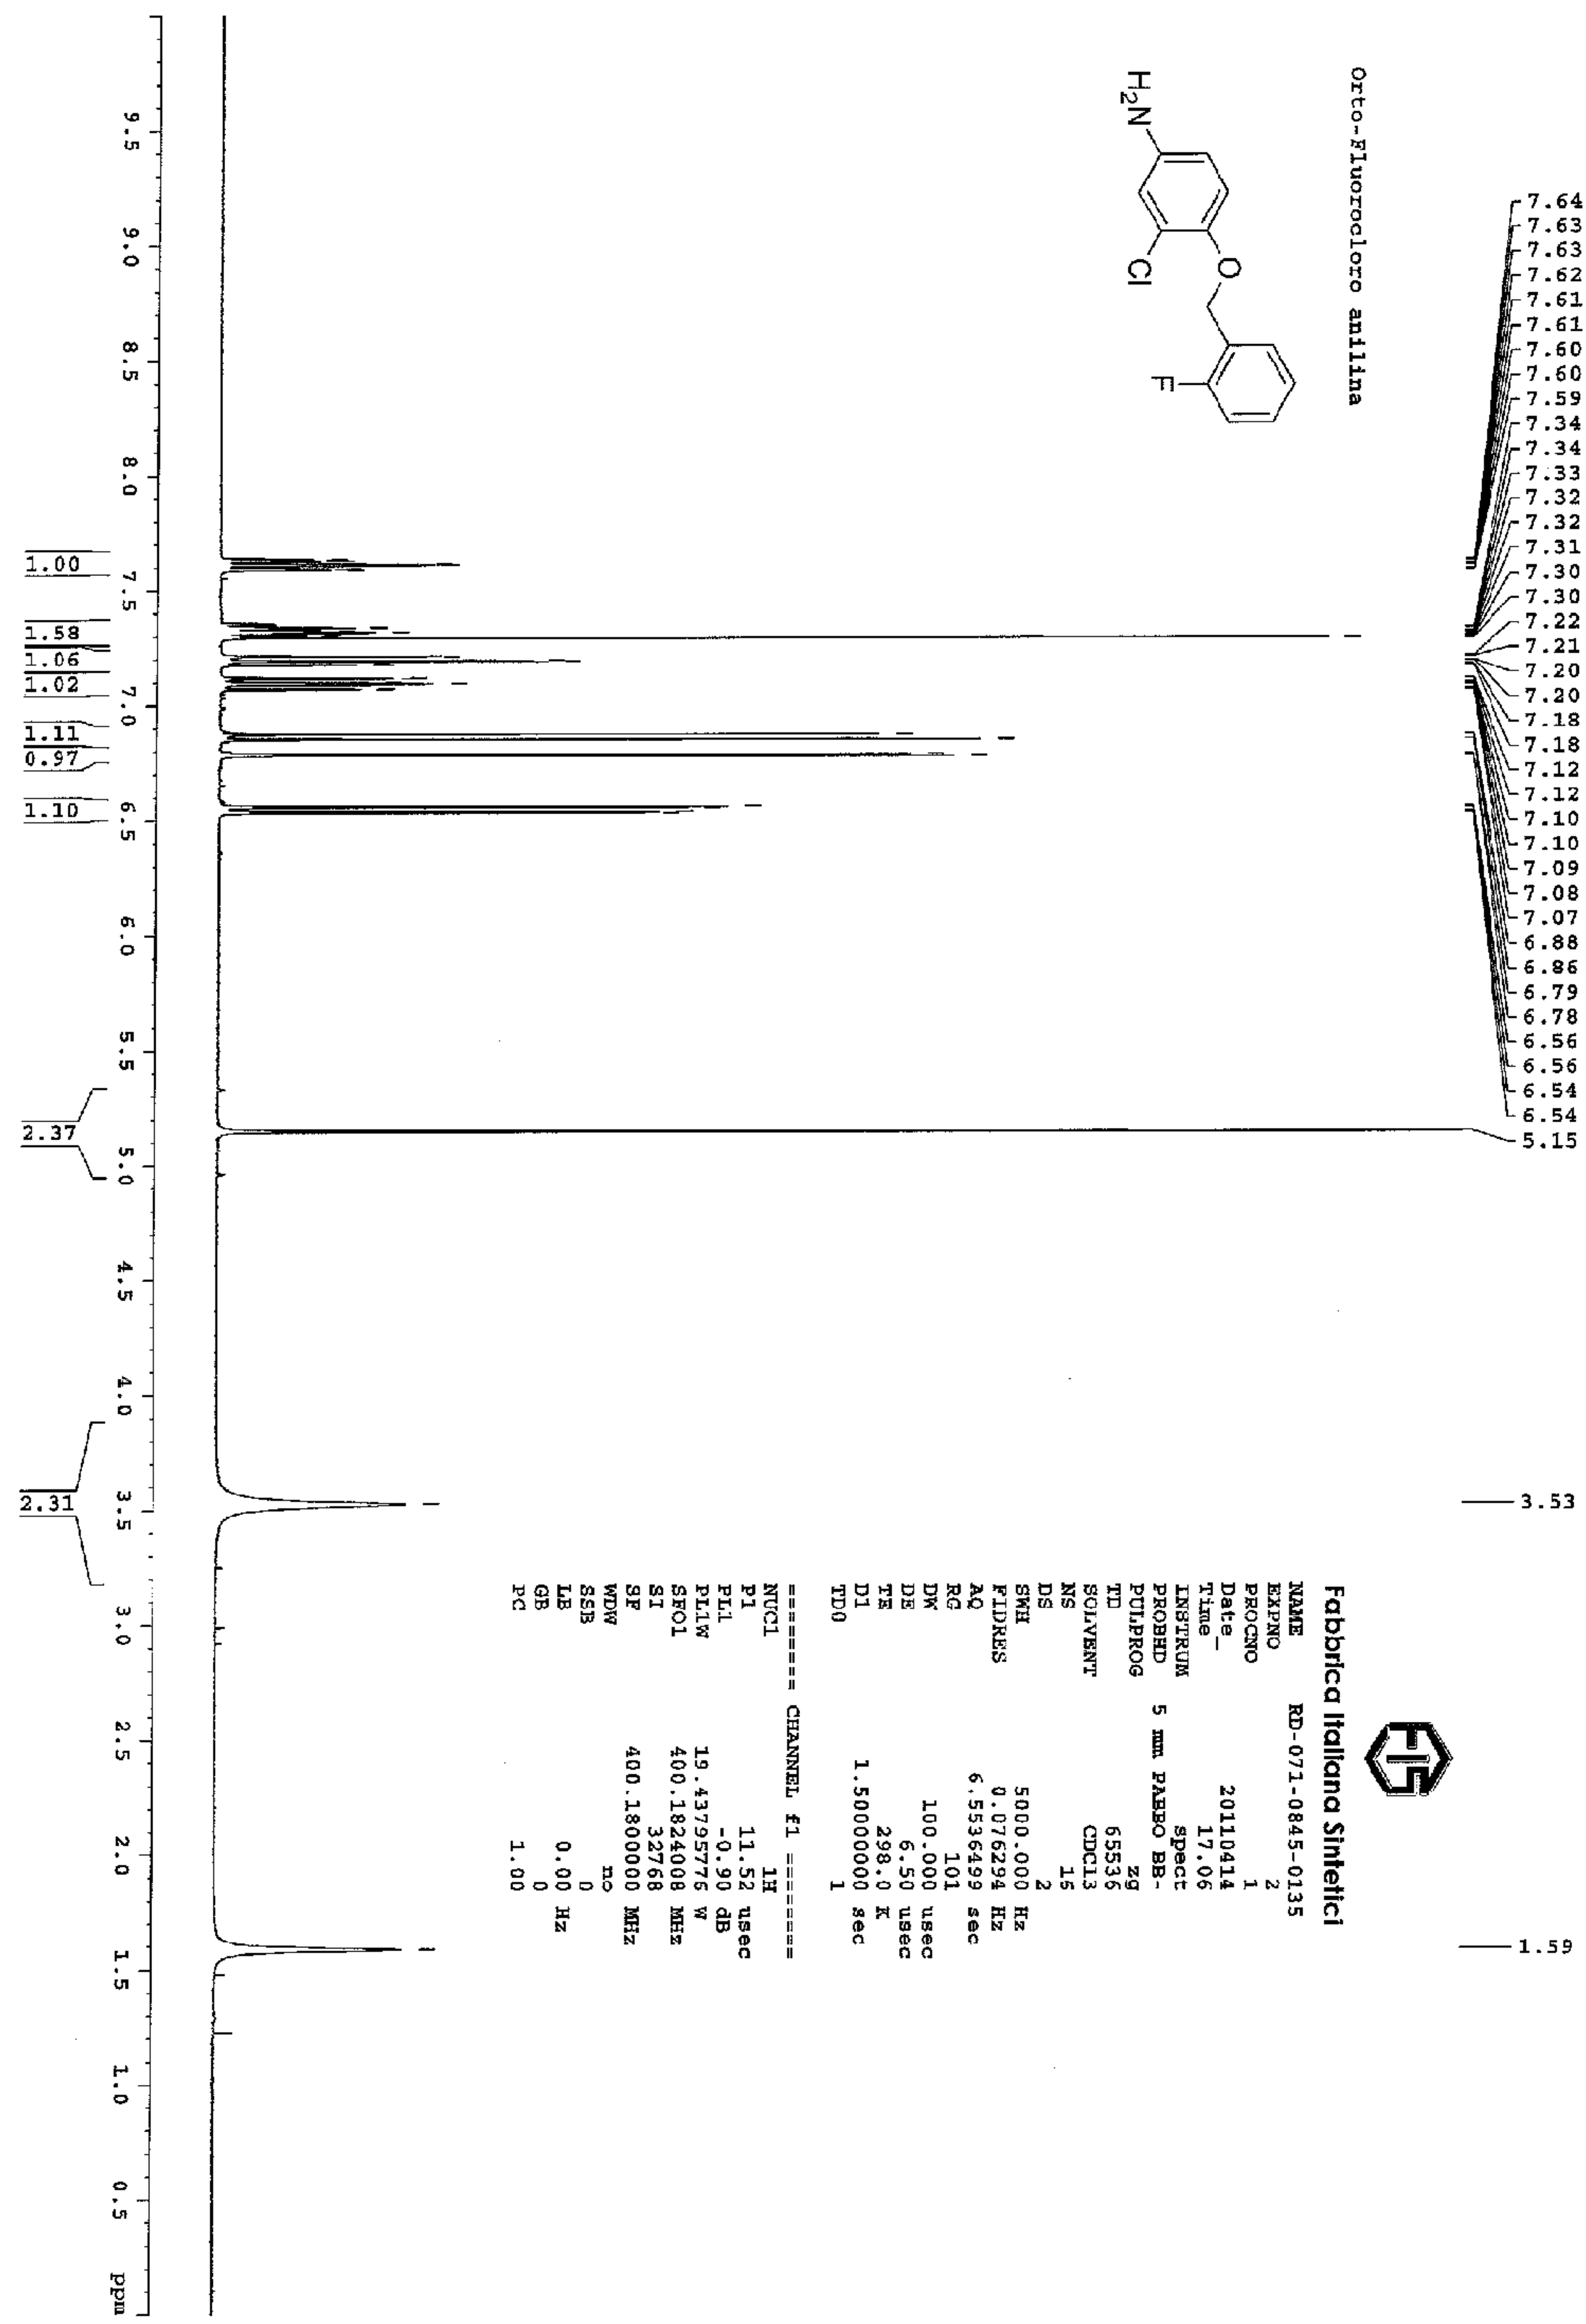 Orto-Fluorocloro anilina
H2N
Cl
O
F
7.64
7.63
7.63
7.62
7.61
7.61
7.60
7.60
7.59
7.34
7.34
7.33
7.32
7.32
7.31
7.30
7.30
7.22
7.21
7.20
7.20
7.18
7.18
7.12
7.12
7.10
7.10
7.09
7.08
7.07
6.88
6.86
6.79
6.78
6.56
6.56
6.54
6.54
5.15
3.53
1.59
Fabbrica Italiana Sintetici
NAME RD-071-0845-0135
EXPNO 2
PROCNO 1
Date_ 20110414
Time 17.06
INSTRUM spect
PROBHD 5 mm PABBO BB-
PULPROG zg
TD 65536
SOLVENT CDCl3
NS 16
DS 2
SWH 5000.000 Hz
FIDRES 0.076294 Hz
AQ 6.5536499 sec
RG 101
DW 100.000 usec
DE 6.50 usec
TE 298.0 K
D1 1.50000000 sec
TD0 1
======== CHANNEL f1 ========
NUC1 1H
P1 11.52 usec
PL1 -0.90 dB
PL1W 19.43795776 W
SFO1 400.1824008 MHz
SI 32768
SF 400.1800000 MHz
WDW no
SSB 0
LB 0.00 Hz
GB 0
PC 1.00
9.5 9.0 8.5 8.0 7.5 7.0 6.5 6.0 5.5 5.0 4.5 4.0 3.5 3.0 2.5 2.0 1.5 1.0 0.5 ppm
1.00
1.58
1.06
1.02
1.11
0.97
1.10
2.37
2.31